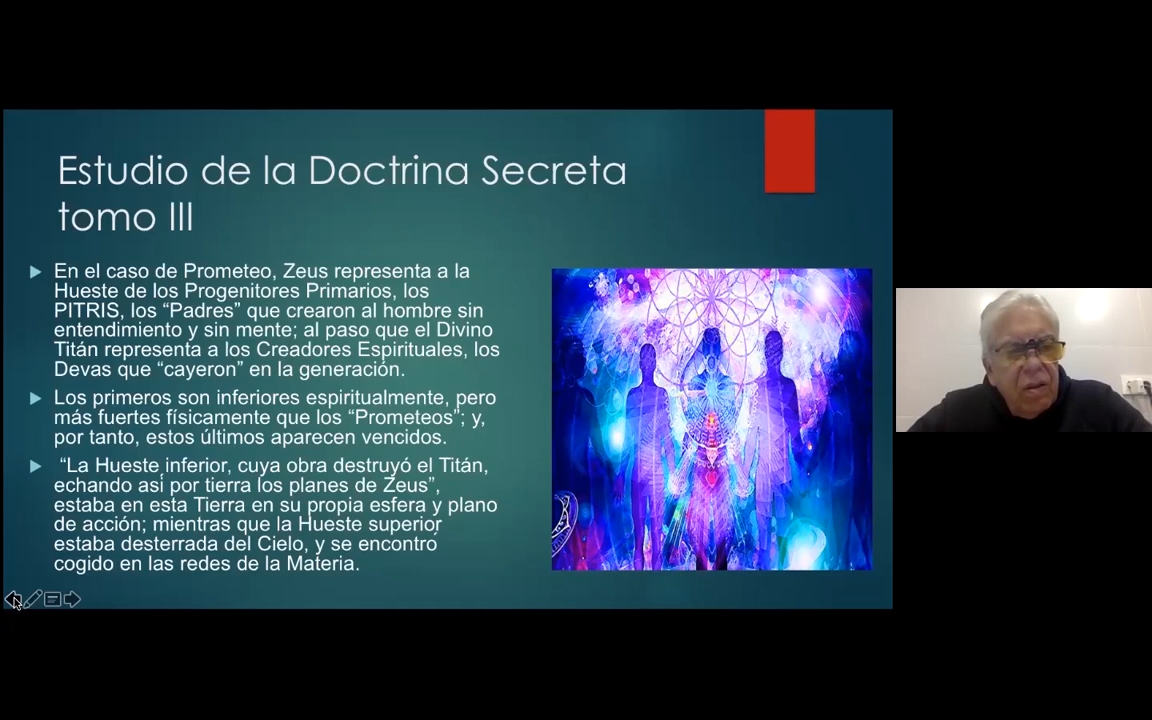 Estudio de la Doctrina Secreta
tomo III
En el caso de Prometeo, Zeus representa a la
Hueste de los Progenitores Primarios, los
PITRIS, los “Padres” que crearon al hombre sin
entendimiento y sin mente; al paso que el Divino
Titán representa a los Creadores Espirituales, los
Devas que “cayeron” en la generación.
Los primeros son inferiores espiritualmente, pero
más fuertes físicamente que los “Prometeos”; y,
por tanto, estos últimos aparecen vencidos.
“La Hueste inferior, cuya obra destruyó el Titán,
echando así por tierra los planes de Zeus”,
estaba en esta Tierra en su propia esfera y plano
de acción; mientras que la Hueste superior
estaba desterrada del Cielo, y se encontró
cogido en las redes de la Materia.